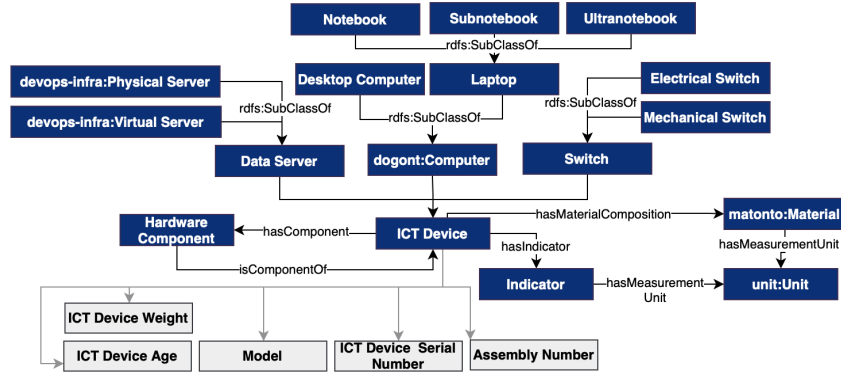 Notebook
Subnotebook
Ultranotebook
rdfs:SubClassOf
devops-infra:Physical Server
Desktop Computer
Laptop
Electrical Switch
rdfs:SubClassOf
rdfs:SubClassOf
devops-infra:Virtual Server
rdfs:SubClassOf
Mechanical Switch
Data Server
dogont:Computer
Switch
hasMaterialComposition
matonto:Material
Hardware
Component
hasComponent
ICT Device
hasIndicator
hasMeasurementUnit
isComponentOf
Indicator
hasMeasurement
Unit
unit:Unit
ICT Device Weight
ICT Device Age
Model
ICT Device Serial
Number
Assembly Number